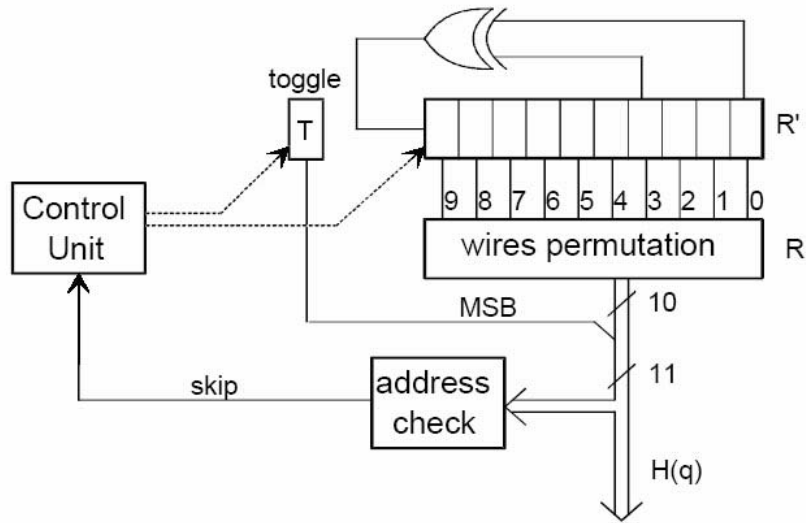 toggle
T
R'
9 8 7 6 5 4 3 2 1 0
Control
Unit
wires permutation
R
MSB
10
11
skip
address
check
H(q)